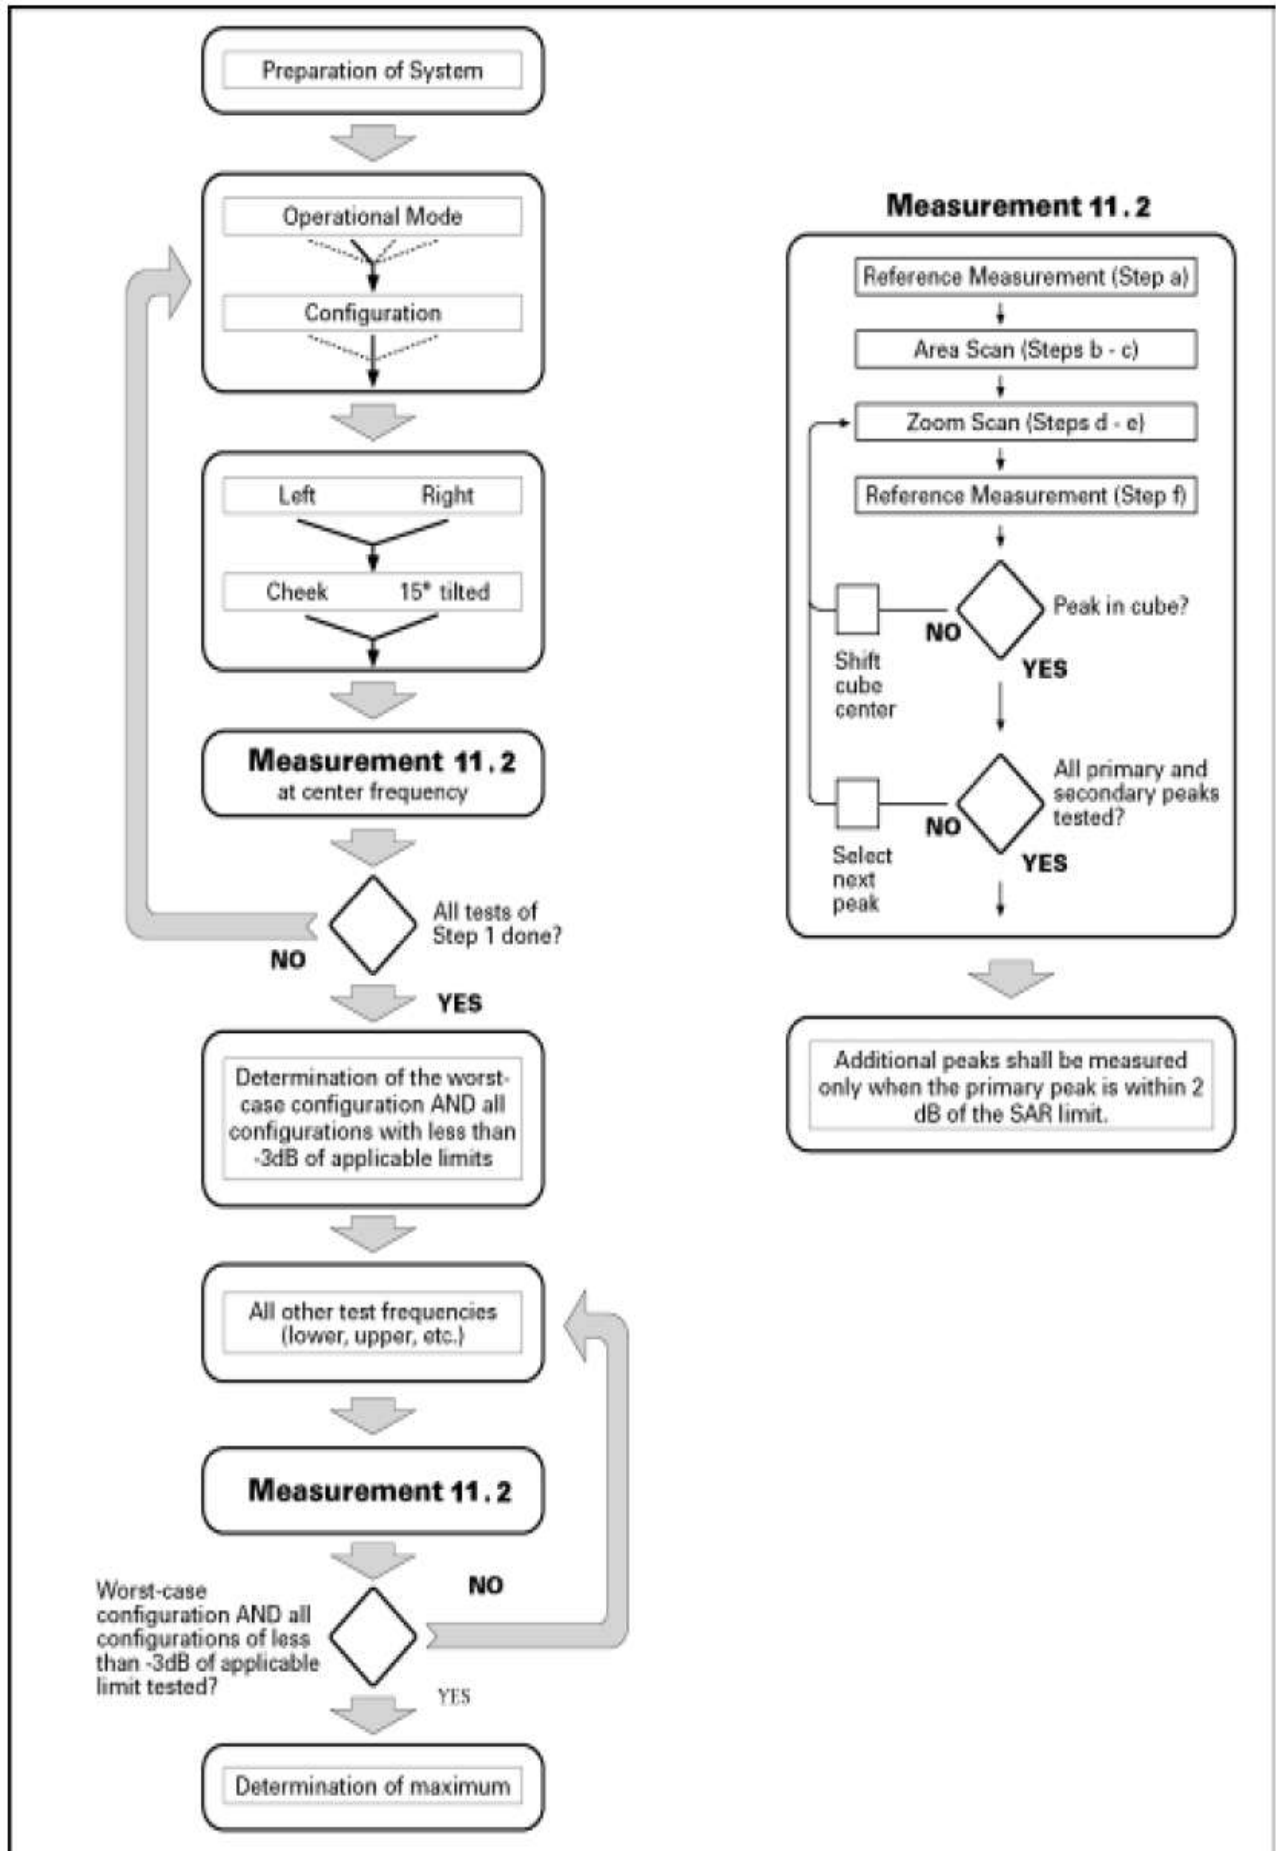 Preparation of System
Operational Mode
Configuration
Left Right
Cheek 15° tilted
Measurement 11.2
at center frequency
All tests of
Step 1 done?
NO
YES
Determination of the worst-
case configuration AND all
configurations with less than
-3dB of applicable limits
All other test frequencies
(lower, upper, etc.)
Measurement 11.2
NO
Worst-case
configuration AND all
configurations of less
than -3dB of applicable
limit tested?
YES
Determination of maximum
Measurement 11.2
Reference Measurement (Step a)
Area Scan (Steps b - c)
Zoom Scan (Steps d - e)
Reference Measurement (Step f)
Peak in cube?
NO
YES
Shift
cube
center
All primary and
secondary peaks
tested?
NO
YES
Select
next
peak
Additional peaks shall be measured
only when the primary peak is within 2
dB of the SAR limit.